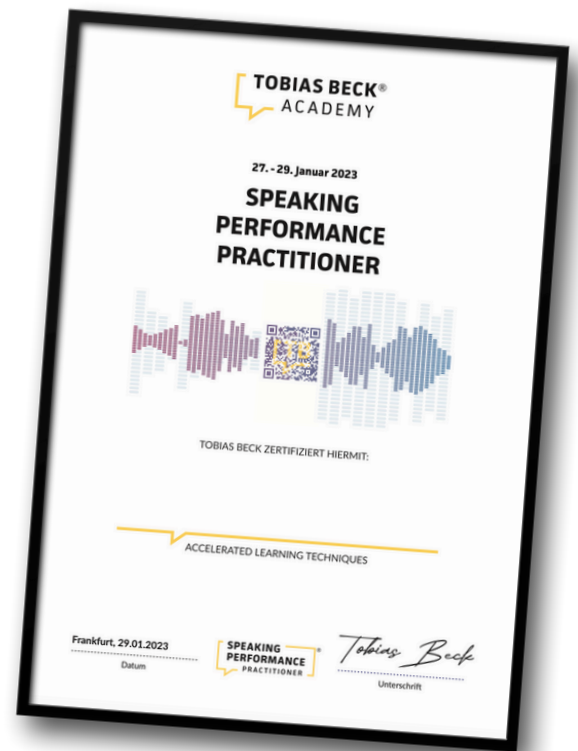 TOBIAS BECK®
ACADEMY
27. - 29. Januar 2023
SPEAKING
PERFORMANCE
PRACTITIONER
TB
TOBIAS BECK ZERTIFIZIERT HIERMIT:
ACCELERATED LEARNING TECHNIQUES
Frankfurt, 29.01.2023
Datum
SPEAKING ®
PERFORMANCE
PRACTITIONER
Tobias Beck
Unterschrift